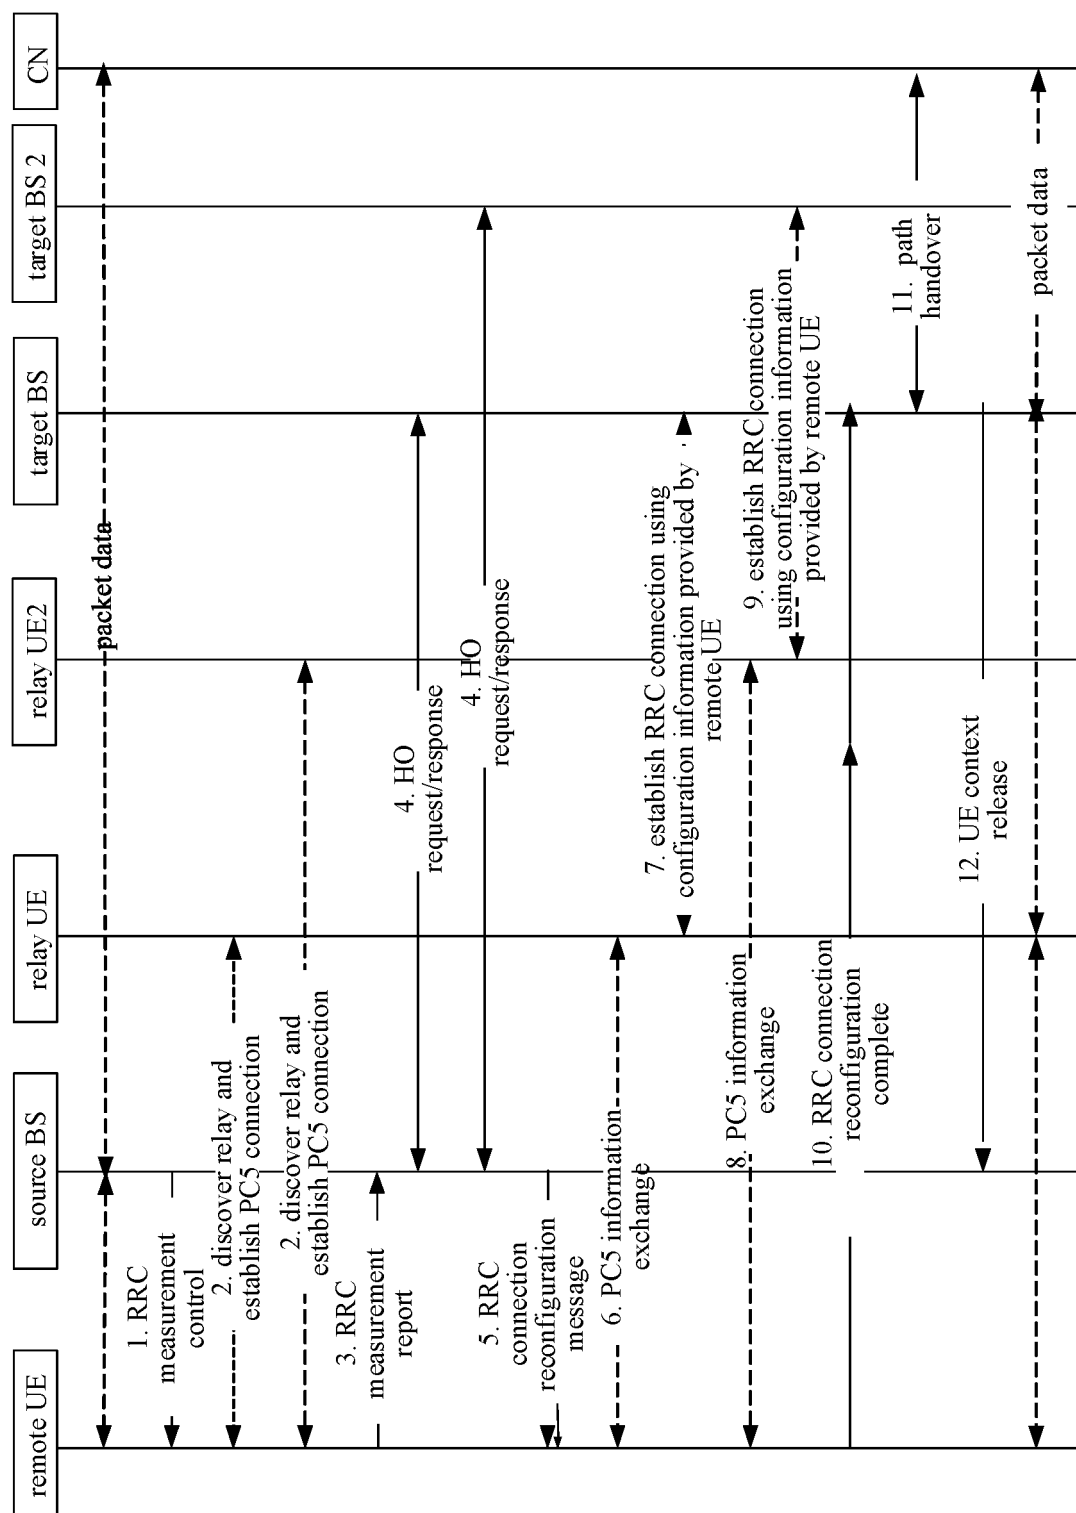 remote UE
source BS
relay UE
relay UE2
target BS
target BS 2
CN
packet data
1. RRC
measurement
control
2. discover relay and
establish PC5 connection
2. discover relay and
establish PC5 connection
3. RRC
measurement
report
4. HO
request/response
4. HO
request/response
5. RRC
connection
reconfiguration
message
6. PC5 information
exchange
7. establish RRC connection using
configuration information provided by
remote UE
8. PC5 information
exchange
9. establish RRC connection
using configuration information
provided by remote UE
10. RRC connection
reconfiguration
complete
11. path
handover
12. UE context
release
packet data